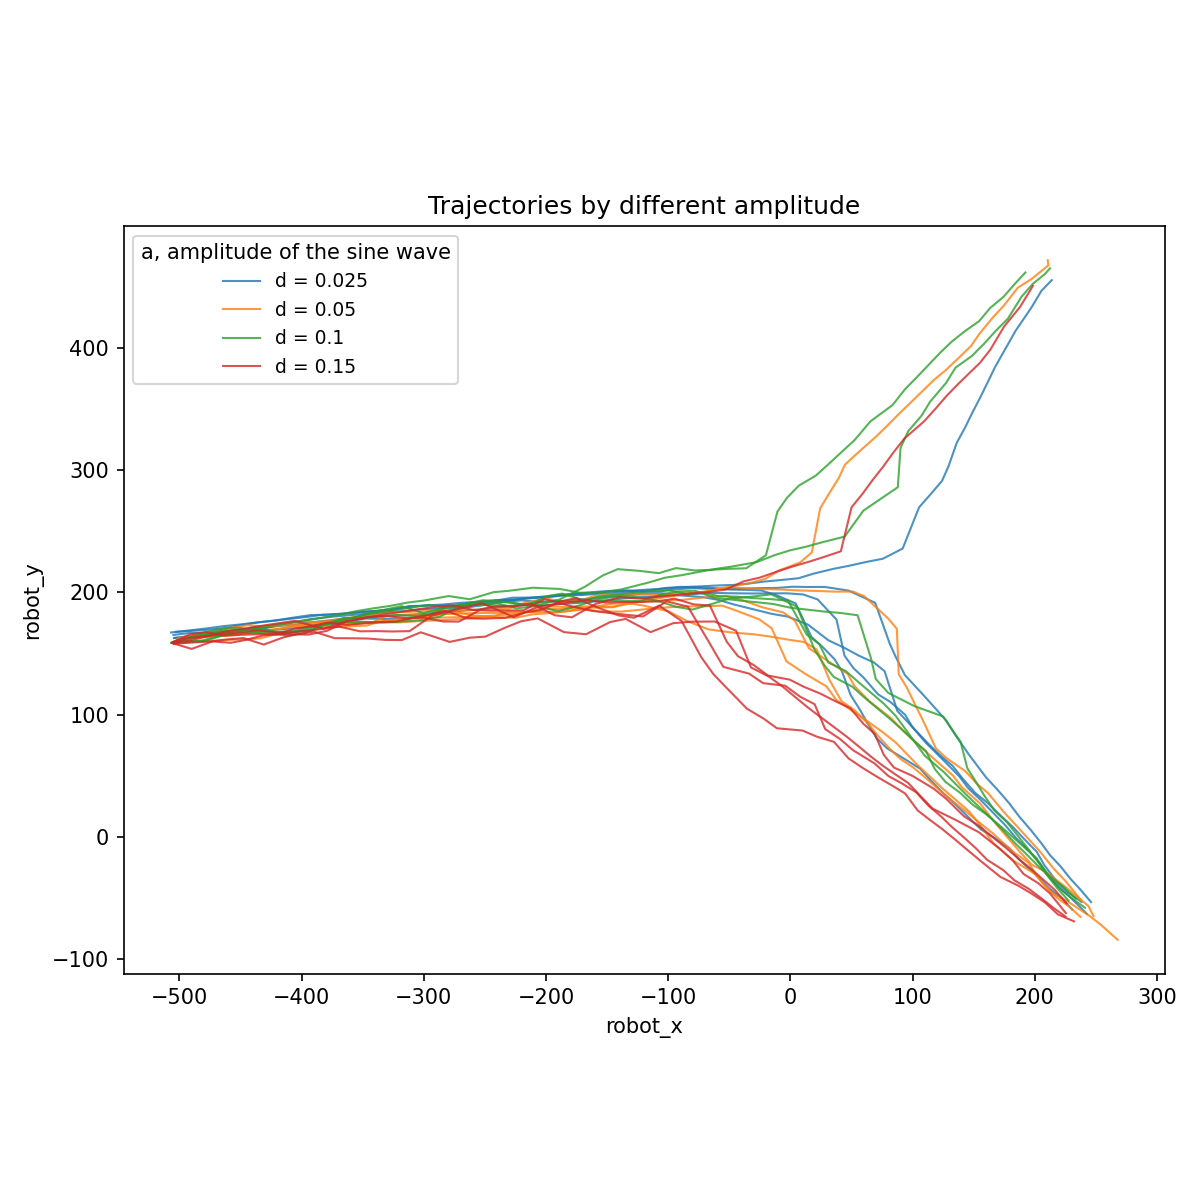 Trajectories by different amplitude
a, amplitude of the sine wave
d = 0.025
d = 0.05
d = 0.1
d = 0.15
400
300
200
100
0
−100
robot_y
−500 −400 −300 −200 −100 0 100 200 300
robot_x